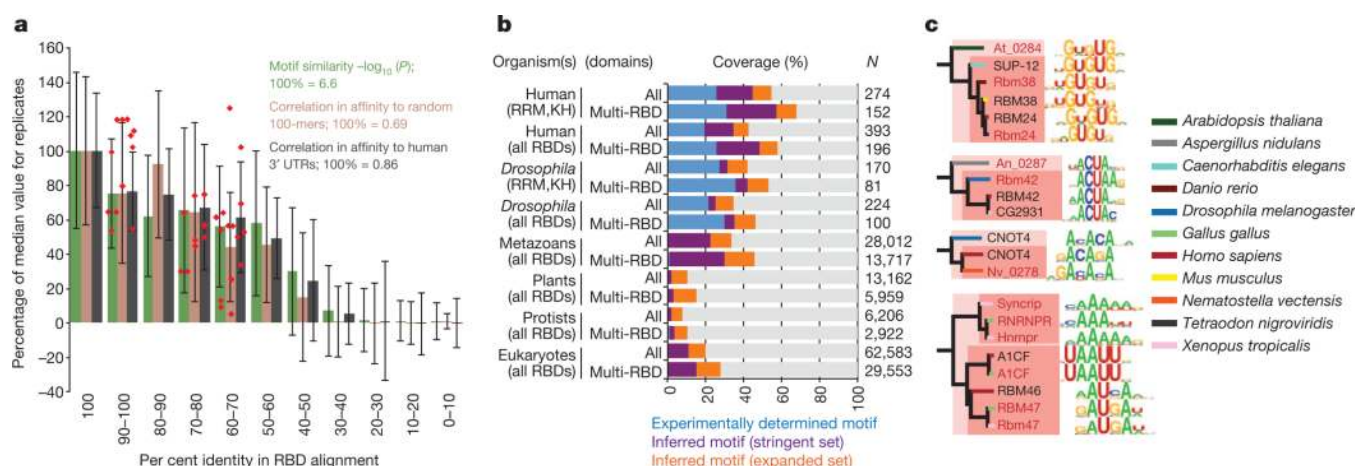 a
160
140
120
100
80
60
40
20
0
−20
−40
Percentage of median value for replicates
Motif similarity −log10 (P);
100% = 6.6
Correlation in affinity to random
100-mers; 100% = 0.69
Correlation in affinity to human
3′ UTRs; 100% = 0.86
100
90–100
80–90
70–80
60–70
50–60
40–50
30–40
20–30
10–20
0–10
Per cent identity in RBD alignment
b
Organism(s) (domains) Coverage (%) N
Human All 274
(RRM,KH) Multi-RBD 152
Human All 393
(all RBDs) Multi-RBD 196
Drosophila All 170
(RRM,KH) Multi-RBD 81
Drosophila All 224
(all RBDs) Multi-RBD 100
Metazoans All 28,012
(all RBDs) Multi-RBD 13,717
Plants All 13,162
(all RBDs) Multi-RBD 5,959
Protists All 6,206
(all RBDs) Multi-RBD 2,922
Eukaryotes All 62,583
(all RBDs) Multi-RBD 29,553
0 20 40 60 80 100
Experimentally determined motif
Inferred motif (stringent set)
Inferred motif (expanded set)
c
At_0284 GUGUG
SUP-12
Rbm38
RBM38
RBM24
Rbm24
An_0287
Rbm42
RBM42
CG2931
CNOT4
CNOT4
Nv_0278
Syncrip
RNRNPR
Hnrnpr
A1CF UAAUU
A1CF UAAUU
RBM46
RBM47
Rbm47
Arabidopsis thaliana
Aspergillus nidulans
Caenorhabditis elegans
Danio rerio
Drosophila melanogaster
Gallus gallus
Homo sapiens
Mus musculus
Nematostella vectensis
Tetraodon nigroviridis
Xenopus tropicalis